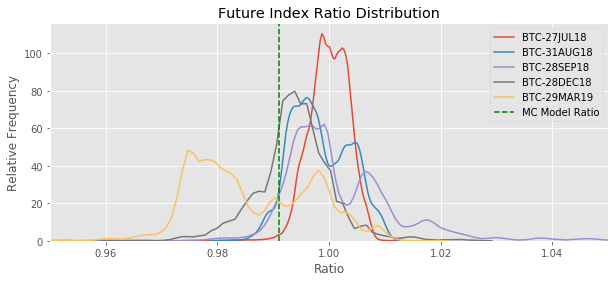 Future Index Ratio Distribution
BTC-27JUL18
BTC-31AUG18
BTC-28SEP18
BTC-28DEC18
BTC-29MAR19
MC Model Ratio
Relative Frequency
100
80
60
40
20
0
0.96
0.98
1.00
1.02
1.04
Ratio